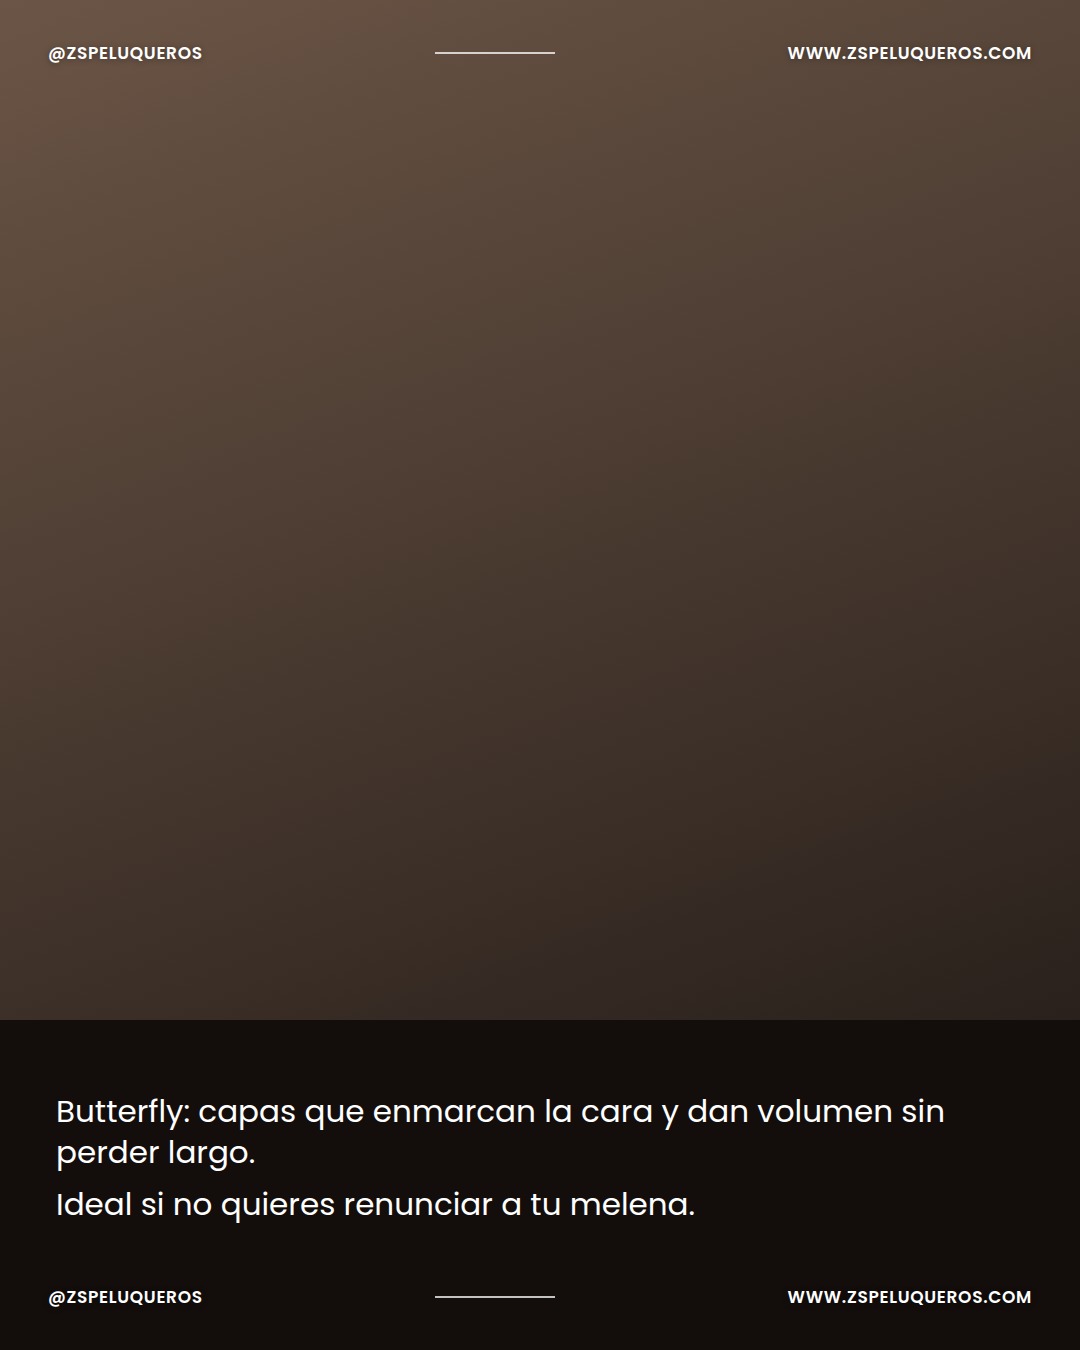 @ZSPELUQUEROS WWW.ZSPELUQUEROS.COM
Butterfly: capas que enmarcan la cara y dan volumen sin
perder largo.
Ideal si no quieres renunciar a tu melena.
@ZSPELUQUEROS WWW.ZSPELUQUEROS.COM